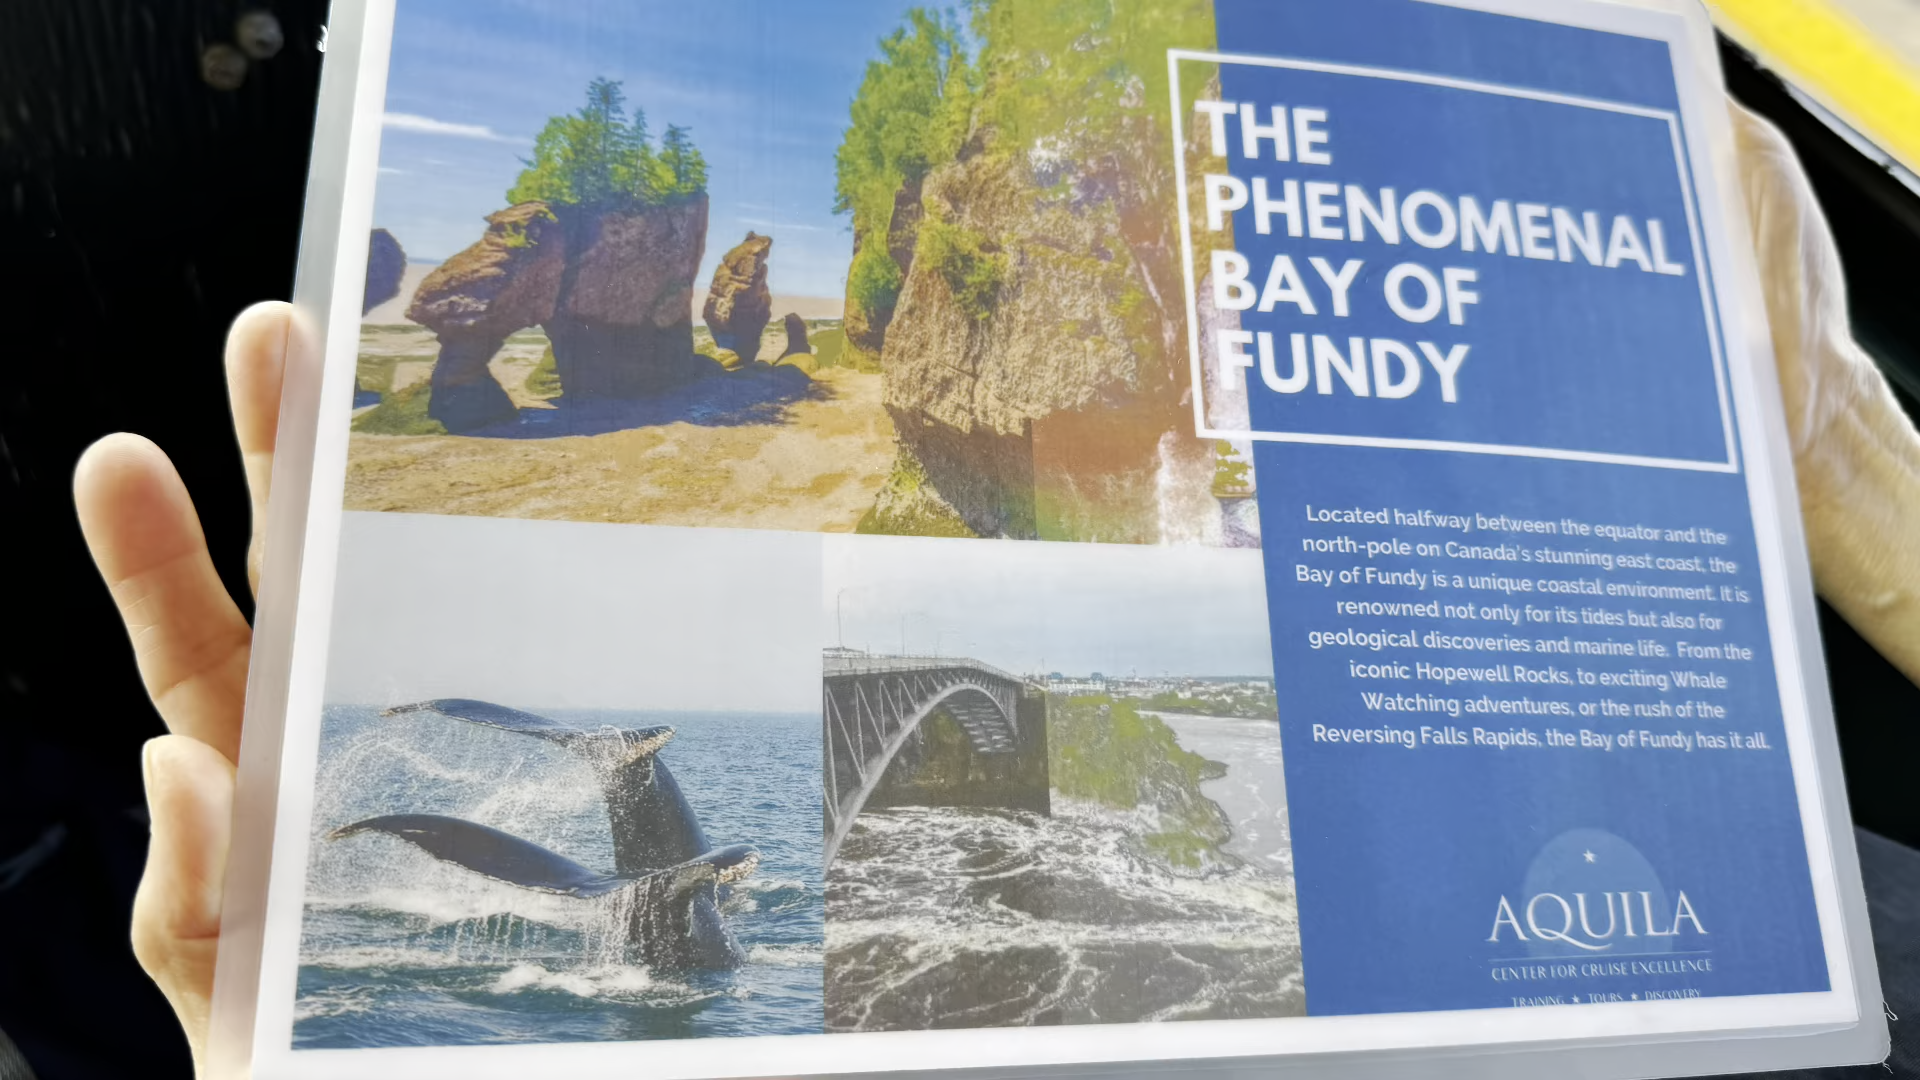 THE
PHENOMENAL
BAY OF
FUNDY
Located halfway between the equator and the
north-pole on Canada's stunning east coast, the
Bay of Fundy is a unique coastal environment. It is
renowned not only for its tides but also for
geological discoveries and marine life. From the
iconic Hopewell Rocks, to exciting Whale
Watching adventures, or the rush of the
Reversing Falls Rapids, the Bay of Fundy has it all.
AQUILA
CENTER FOR CRUISE EXCELLENCE
TRAINING ★ TOURS ★ DISCOVERY